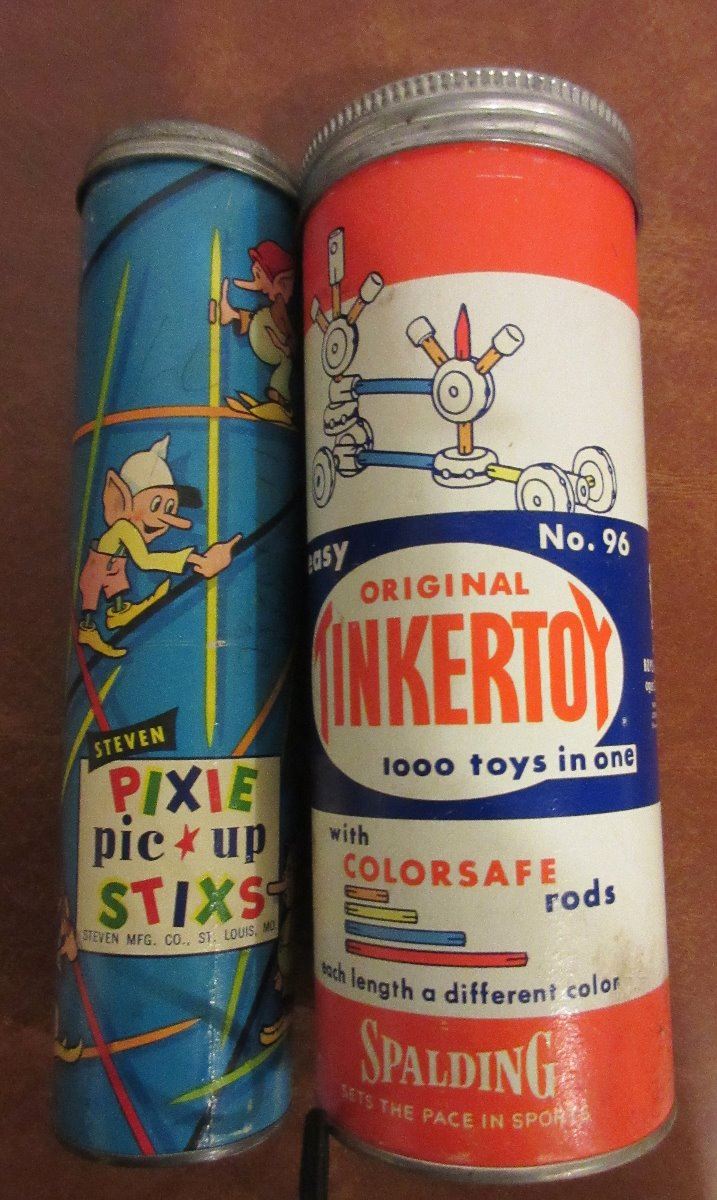 STEVEN
PIXIE
pic ★ up
STIXS
STEVEN MFG. CO., ST. LOUIS, MO.
easy
No. 96
ORIGINAL
TINKERTOY
1000 toys in one
with
COLORSAFE
rods
each length a different color
SPALDING
SETS THE PACE IN SPORTS